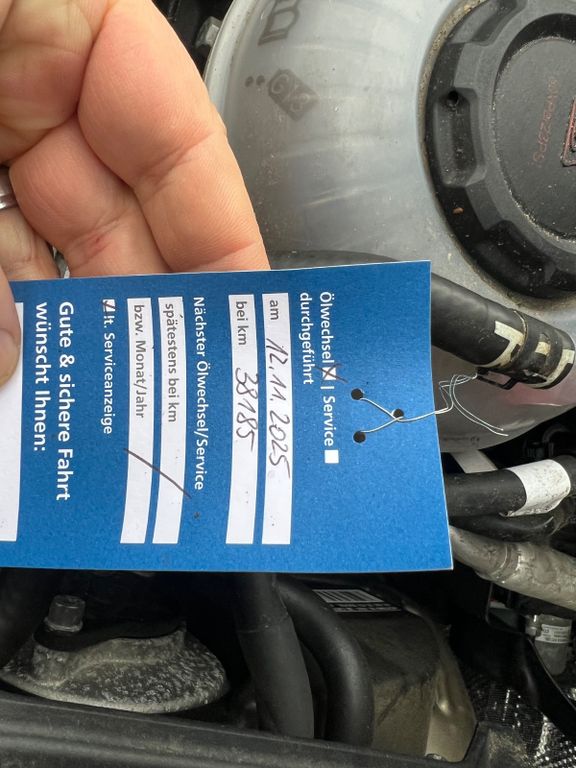 Ölwechsel ☒ | Service ☐
durchgeführt
am 12.11.2025
bei km 38185
Nächster Ölwechsel/Service
spätestens bei km
bzw. Monat/Jahr
☑ lt. Serviceanzeige
Gute & sichere Fahrt
wünscht Ihnen: